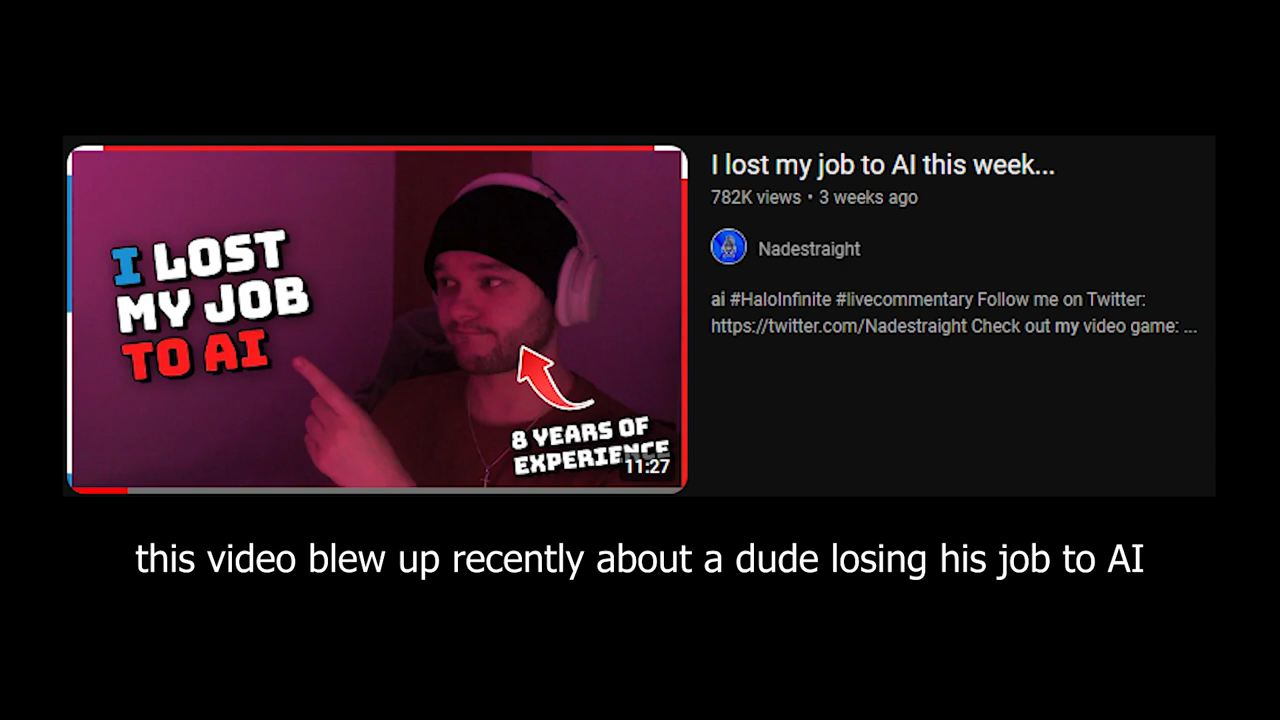 I LOST
MY JOB
TO AI
8 YEARS OF
EXPERIENCE
11:27
I lost my job to AI this week...
782K views • 3 weeks ago
Nadestraight
ai #HaloInfinite #livecommentary Follow me on Twitter:
https://twitter.com/Nadestraight Check out my video game: ...
this video blew up recently about a dude losing his job to AI